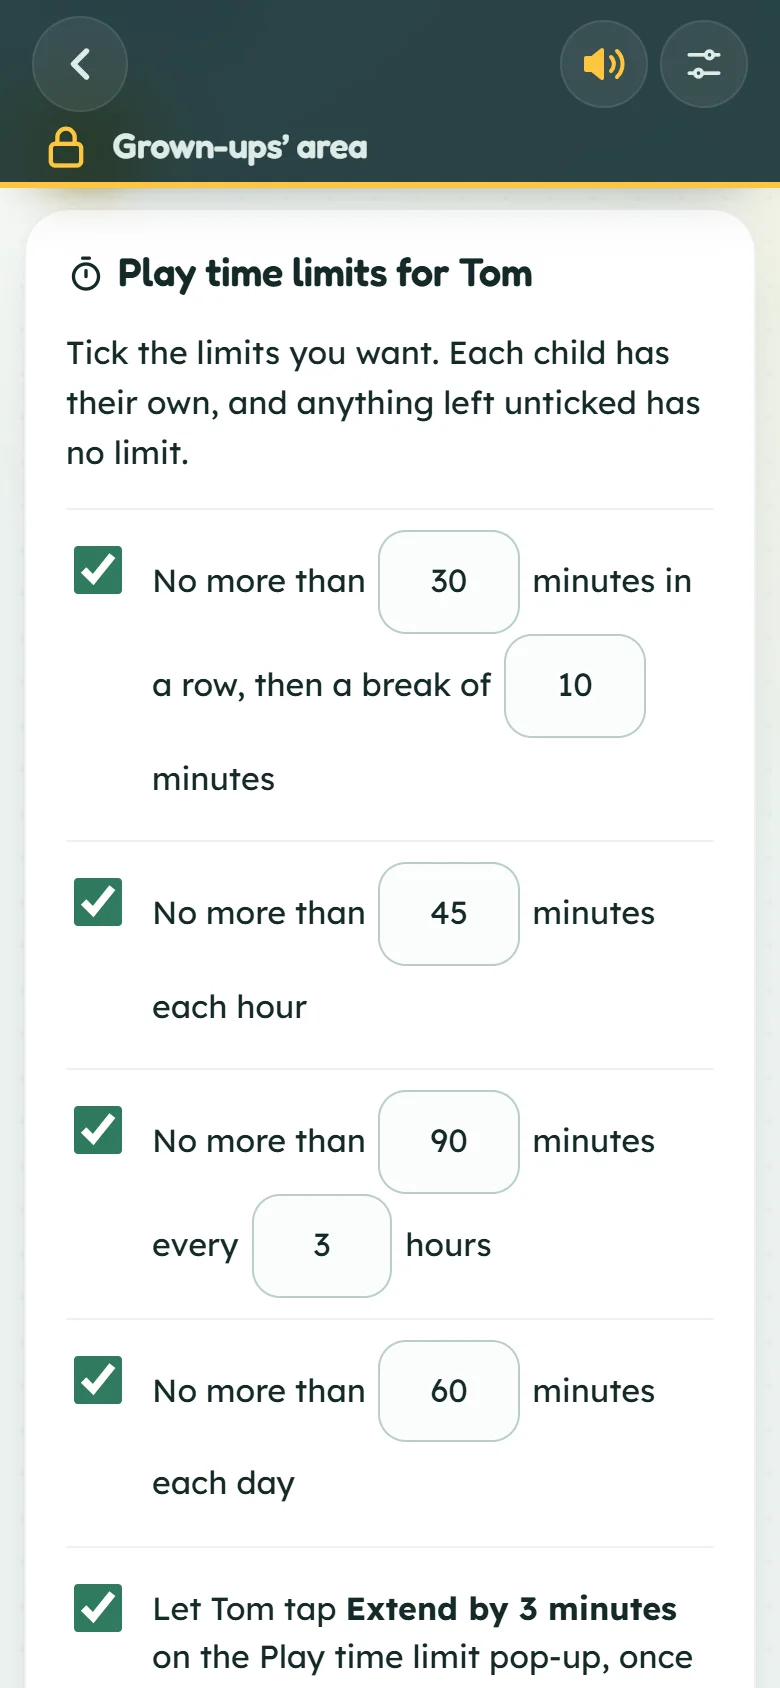 Grown-ups’ area
Play time limits for Tom
Tick the limits you want. Each child has
their own, and anything left unticked has
no limit.
No more than 30 minutes in
a row, then a break of 10
minutes
No more than 45 minutes
each hour
No more than 90 minutes
every 3 hours
No more than 60 minutes
each day
Let Tom tap Extend by 3 minutes
on the Play time limit pop-up, once